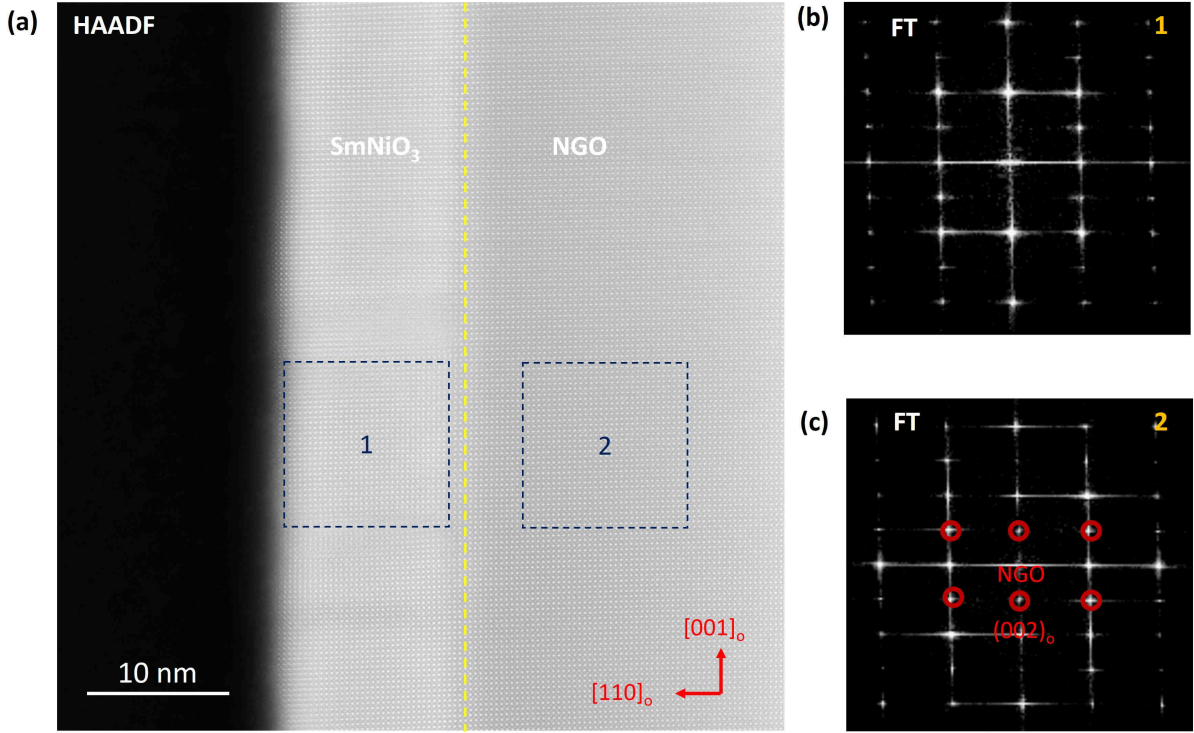 (a)
HAADF
SmNiO₃
NGO
1
2
[001]ₒ
[110]ₒ
10 nm
(b)
FT
1
(c)
FT
2
NGO
(002)ₒ